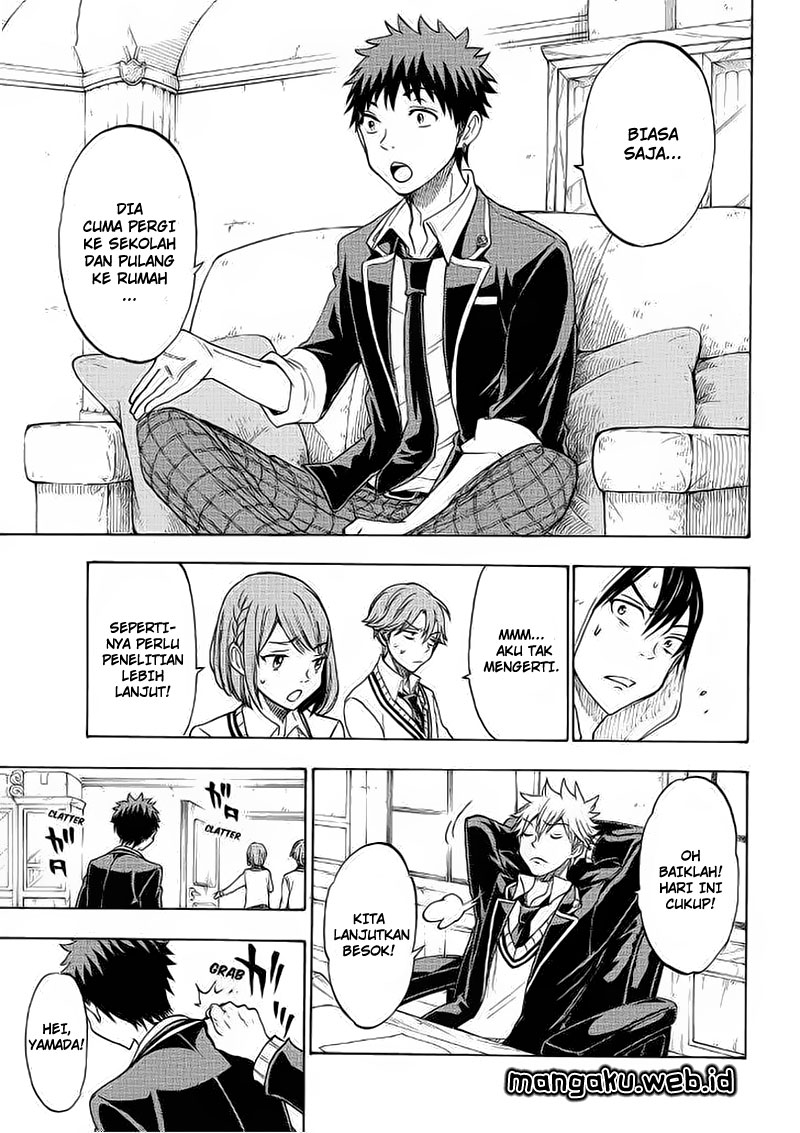 BIASA
SAJA...
DIA
CUMA PERGI
KE SEKOLAH
DAN PULANG
KE RUMAH
...
MMM...
AKU TAK
MENGERTI.
SEPERTI-
NYA PERLU
PENELITIAN
LEBIH
LANJUT!
OH
BAIKLAH!
HARI INI
CUKUP!
KITA
LANJUTKAN
BESOK!
ガタ
CLATTER
ガタ
CLATTER
ガッ
GRAB
HEI,
YAMADA!
mangaku.web.id